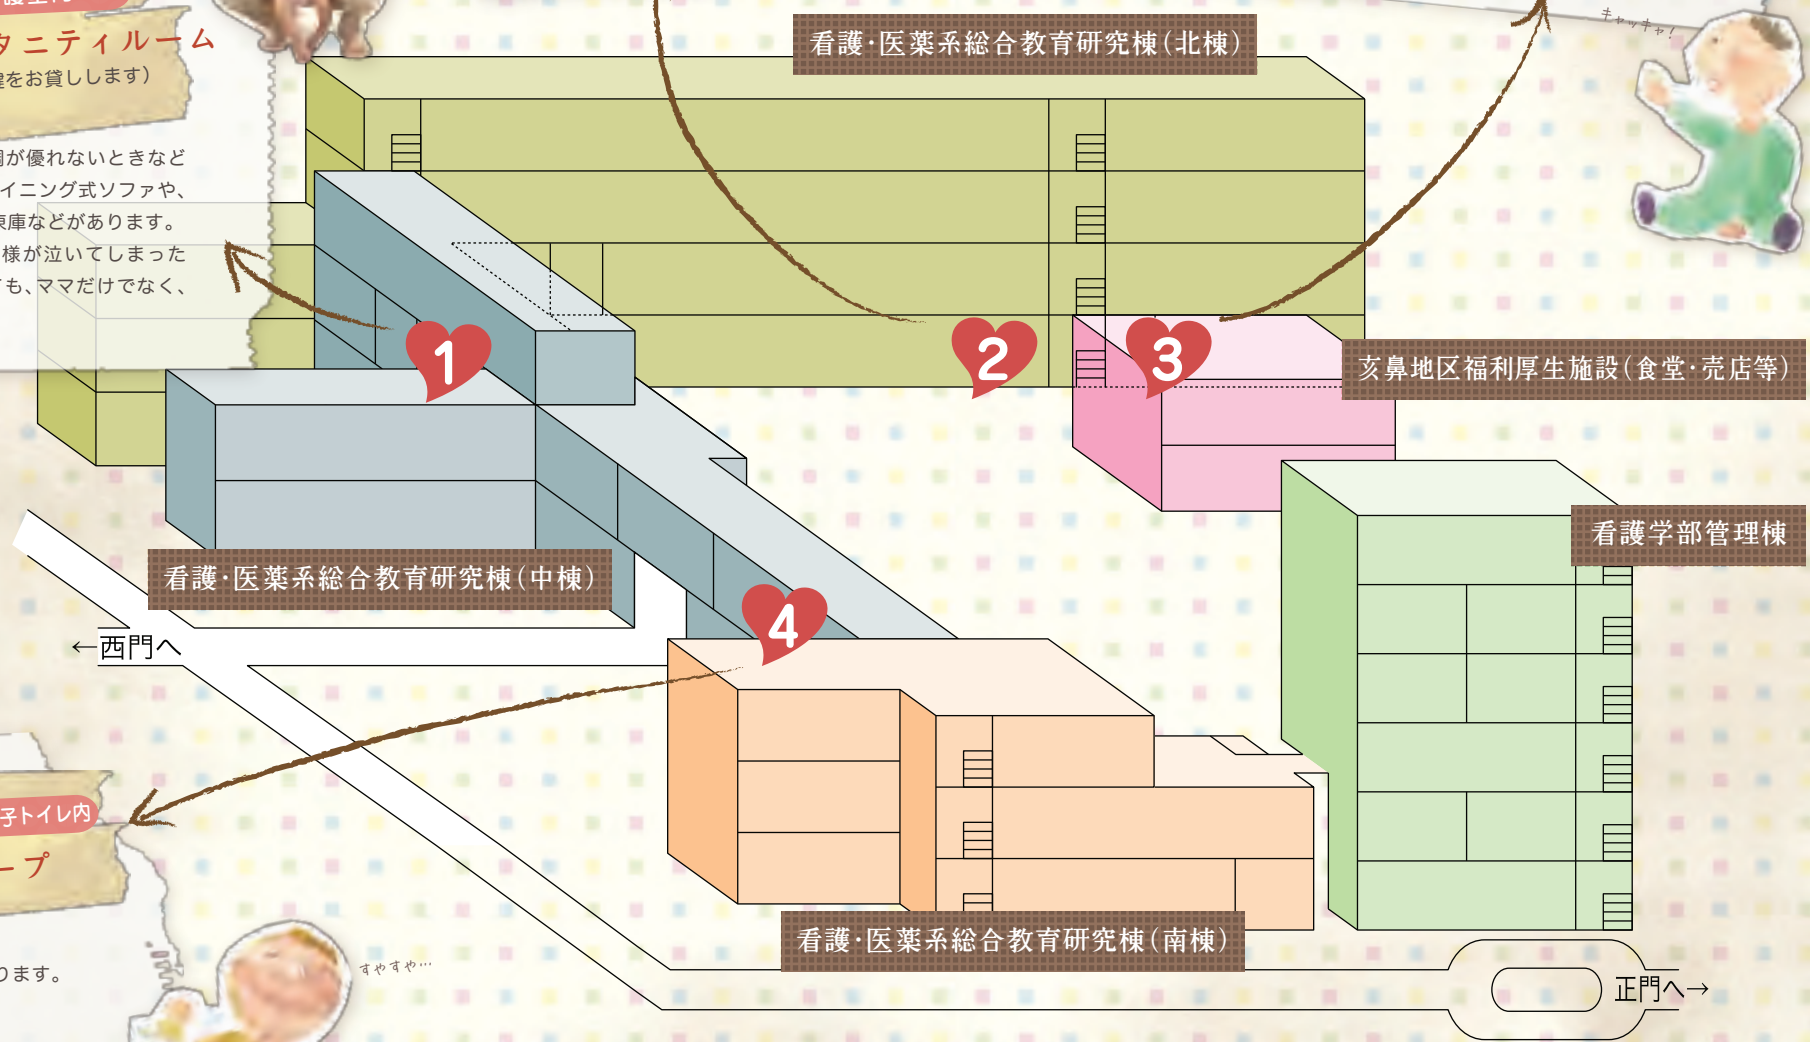 タニティルーム
をお貸しします）
が優れないときなど
イニング式ソファや、
庫などがあります。
様が泣いてしまった
ても、ママだけでなく、
キャッキャ！
看護・医薬系総合教育研究棟（北棟）
1
2
3
亥鼻地区福利厚生施設（食堂・売店等）
看護学部管理棟
看護・医薬系総合教育研究棟（中棟）
4
←西門へ
子トイレ内
ープ
ります。
すやすや…
看護・医薬系総合教育研究棟（南棟）
正門へ→